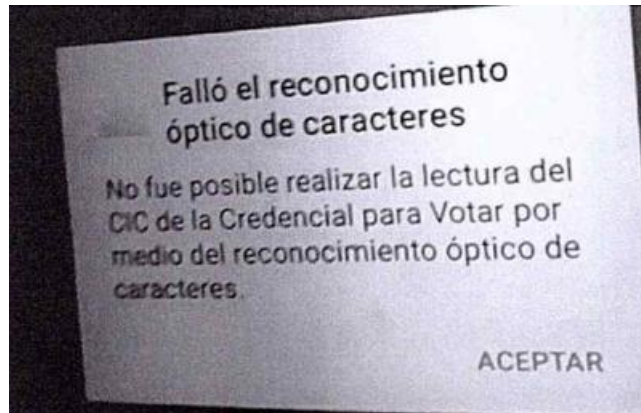 Falló el reconocimiento
óptico de caracteres
No fue posible realizar la lectura del
CIC de la Credencial para Votar por
medio del reconocimiento óptico de
caracteres.
ACEPTAR